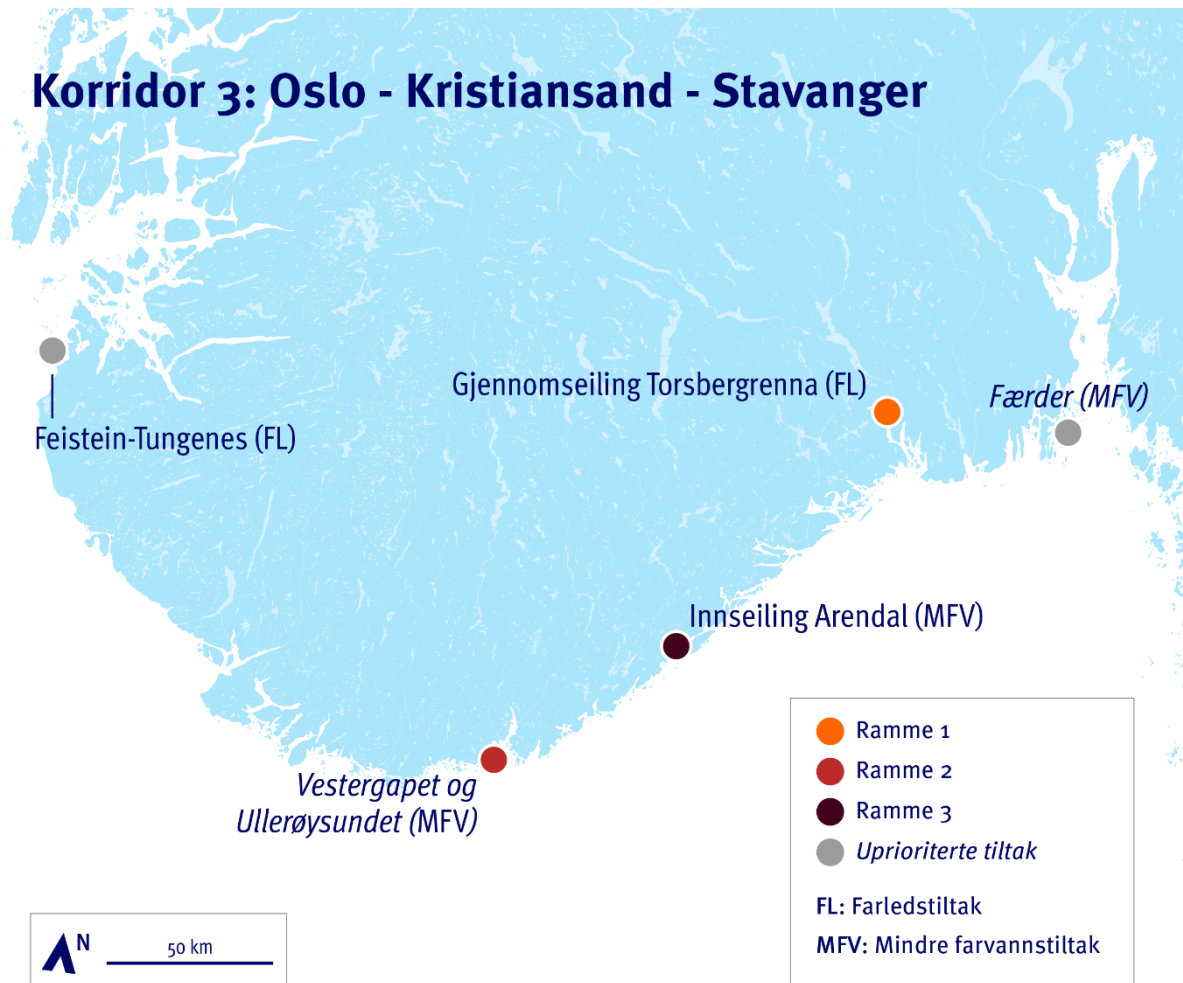 Korridor 3: Oslo - Kristiansand - Stavanger
Gjennomseiling Torsbergrenna (FL)
Færder (MFV)
Feistein-Tungenes (FL)
Innseiling Arendal (MFV)
Vestergapet og
Ullerøysundet (MFV)
Ramme 1
Ramme 2
Ramme 3
Uprioriterte tiltak
FL: Farledstiltak
MFV: Mindre farvannstiltak
N
50 km